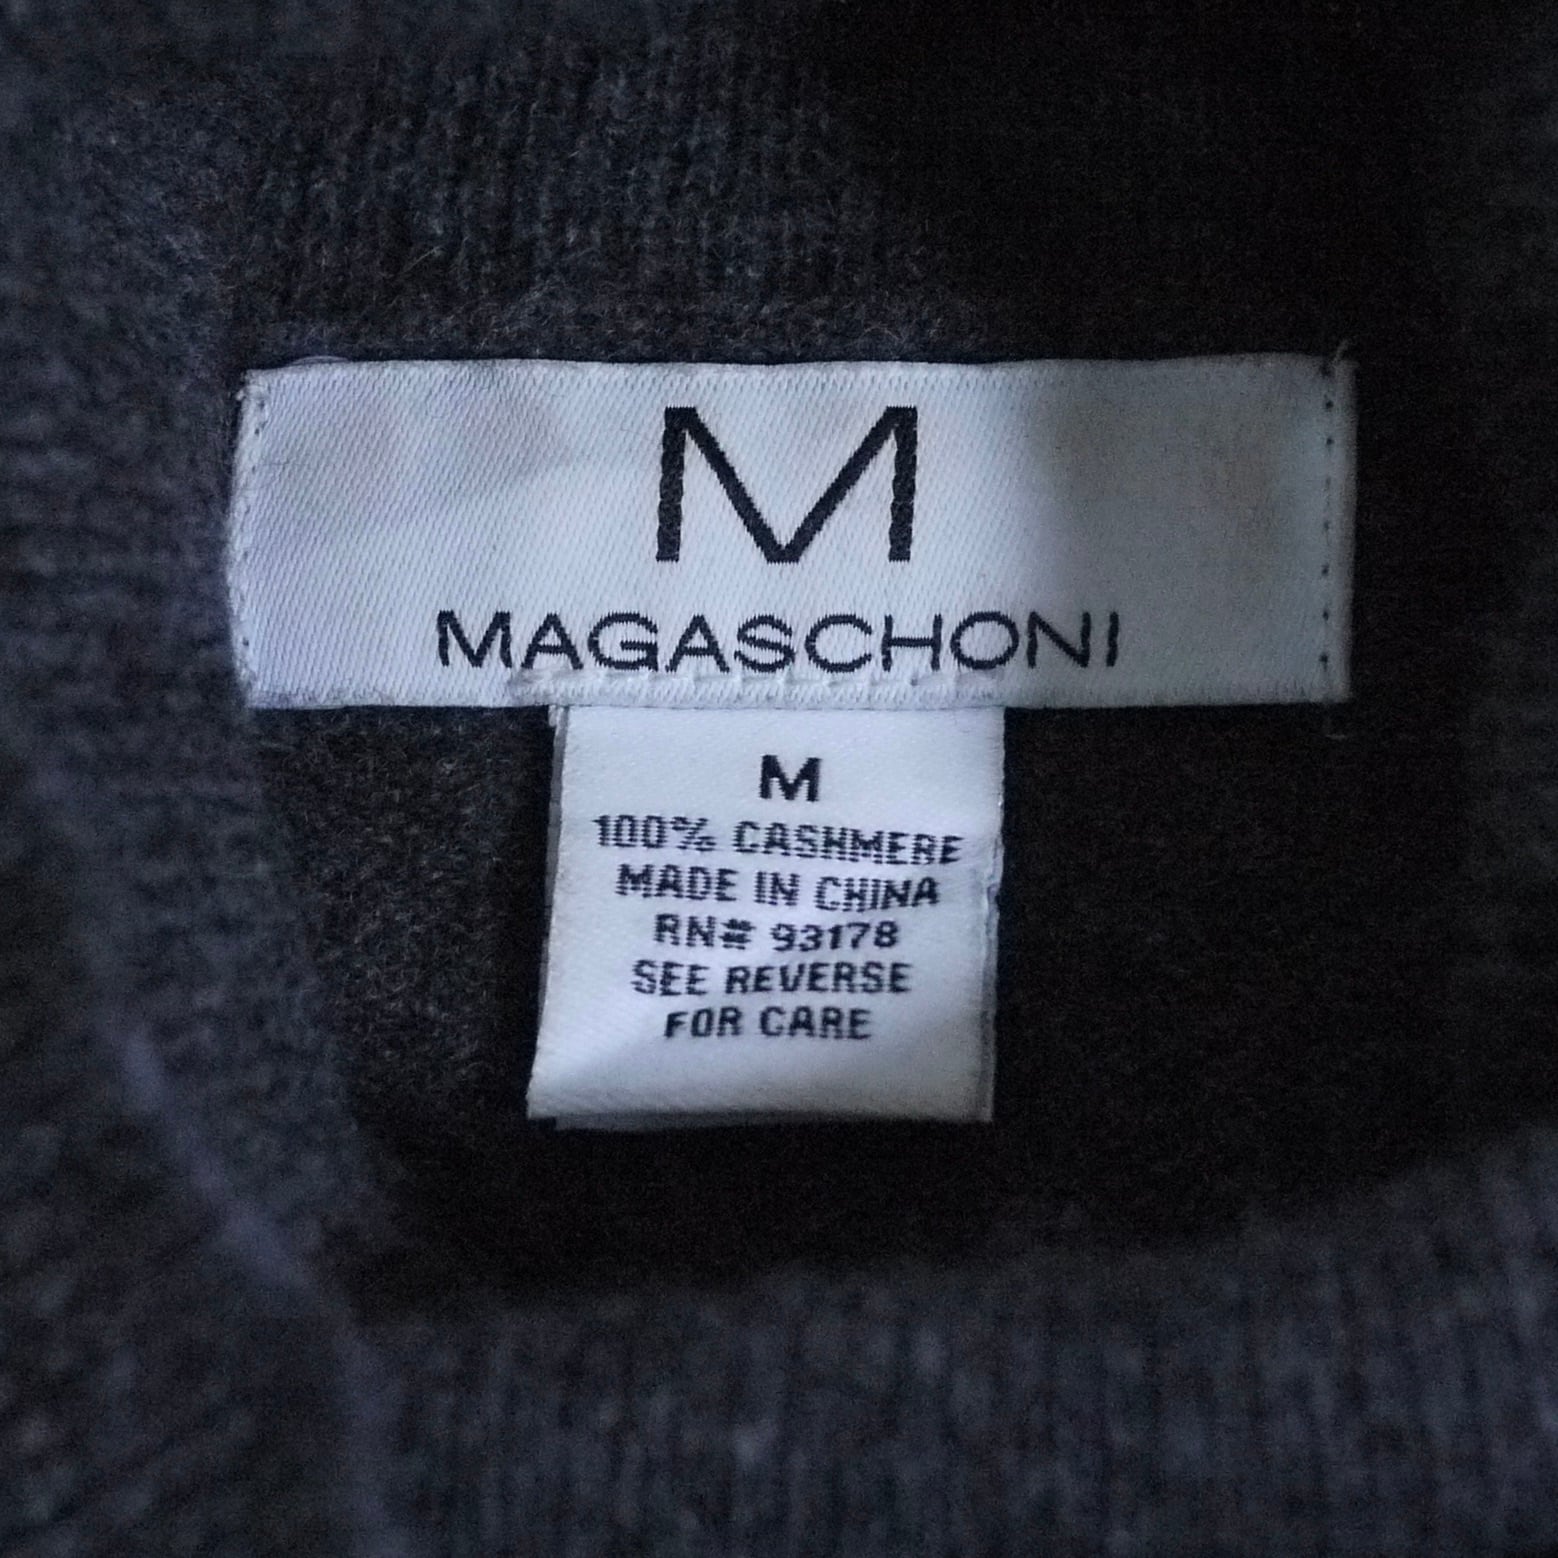 M
MAGASCHONI
M
100% CASHMERE
MADE IN CHINA
RN# 93178
SEE REVERSE
FOR CARE